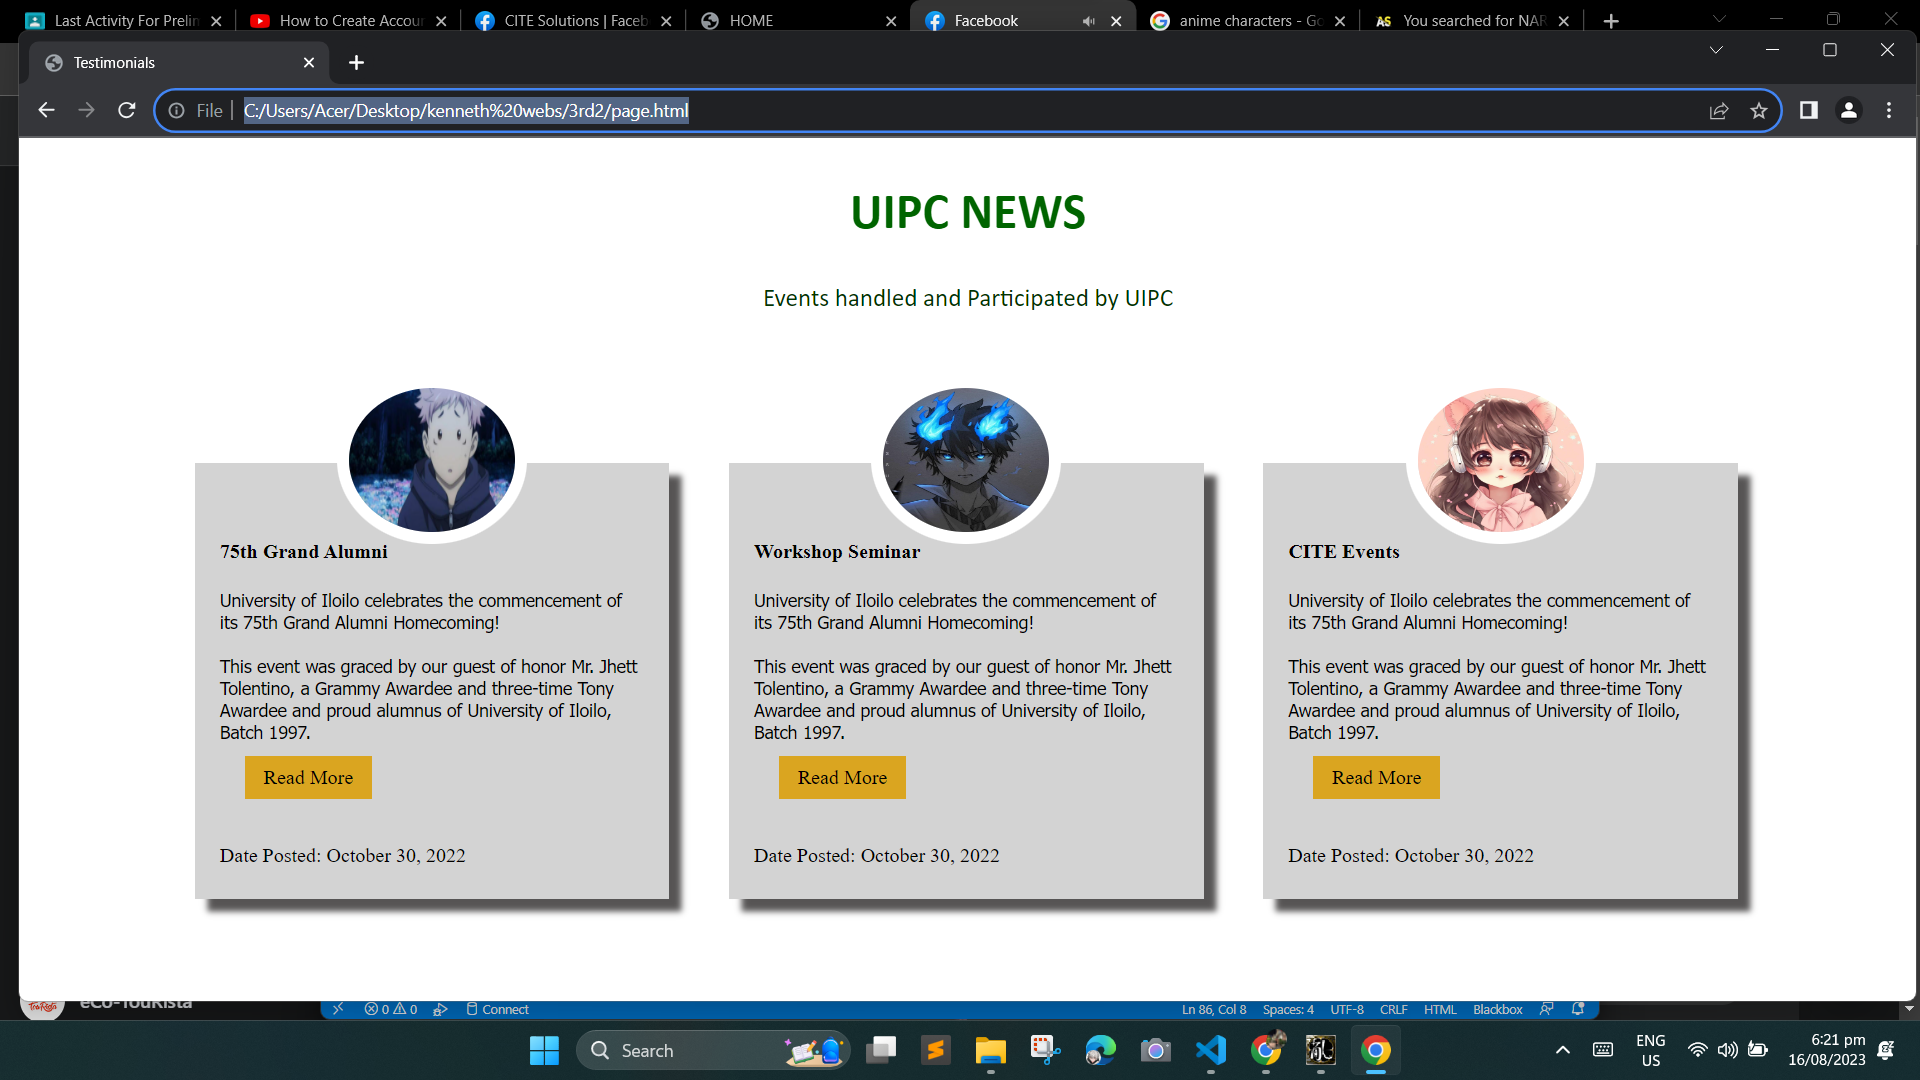 Last Activity For Prelin
How to Create Accour
CITE Solutions | Faceb
HOME
Facebook
anime characters - Go
You searched for NAR
Testimonials
File
C:/Users/Acer/Desktop/kenneth%20webs/3rd2/page.html
UIPC NEWS
Events handled and Participated by UIPC
75th Grand Alumni
University of Iloilo celebrates the commencement of
its 75th Grand Alumni Homecoming!
This event was graced by our guest of honor Mr. Jhett
Tolentino, a Grammy Awardee and three-time Tony
Awardee and proud alumnus of University of Iloilo,
Batch 1997.
Read More
Date Posted: October 30, 2022
Workshop Seminar
University of Iloilo celebrates the commencement of
its 75th Grand Alumni Homecoming!
This event was graced by our guest of honor Mr. Jhett
Tolentino, a Grammy Awardee and three-time Tony
Awardee and proud alumnus of University of Iloilo,
Batch 1997.
Read More
Date Posted: October 30, 2022
CITE Events
University of Iloilo celebrates the commencement of
its 75th Grand Alumni Homecoming!
This event was graced by our guest of honor Mr. Jhett
Tolentino, a Grammy Awardee and three-time Tony
Awardee and proud alumnus of University of Iloilo,
Batch 1997.
Read More
Date Posted: October 30, 2022
eCo-TouRista
0 0 Connect
Ln 86, Col 8 Spaces: 4 UTF-8 CRLF HTML Blackbox
Search
ENG
US
6:21 pm
16/08/2023